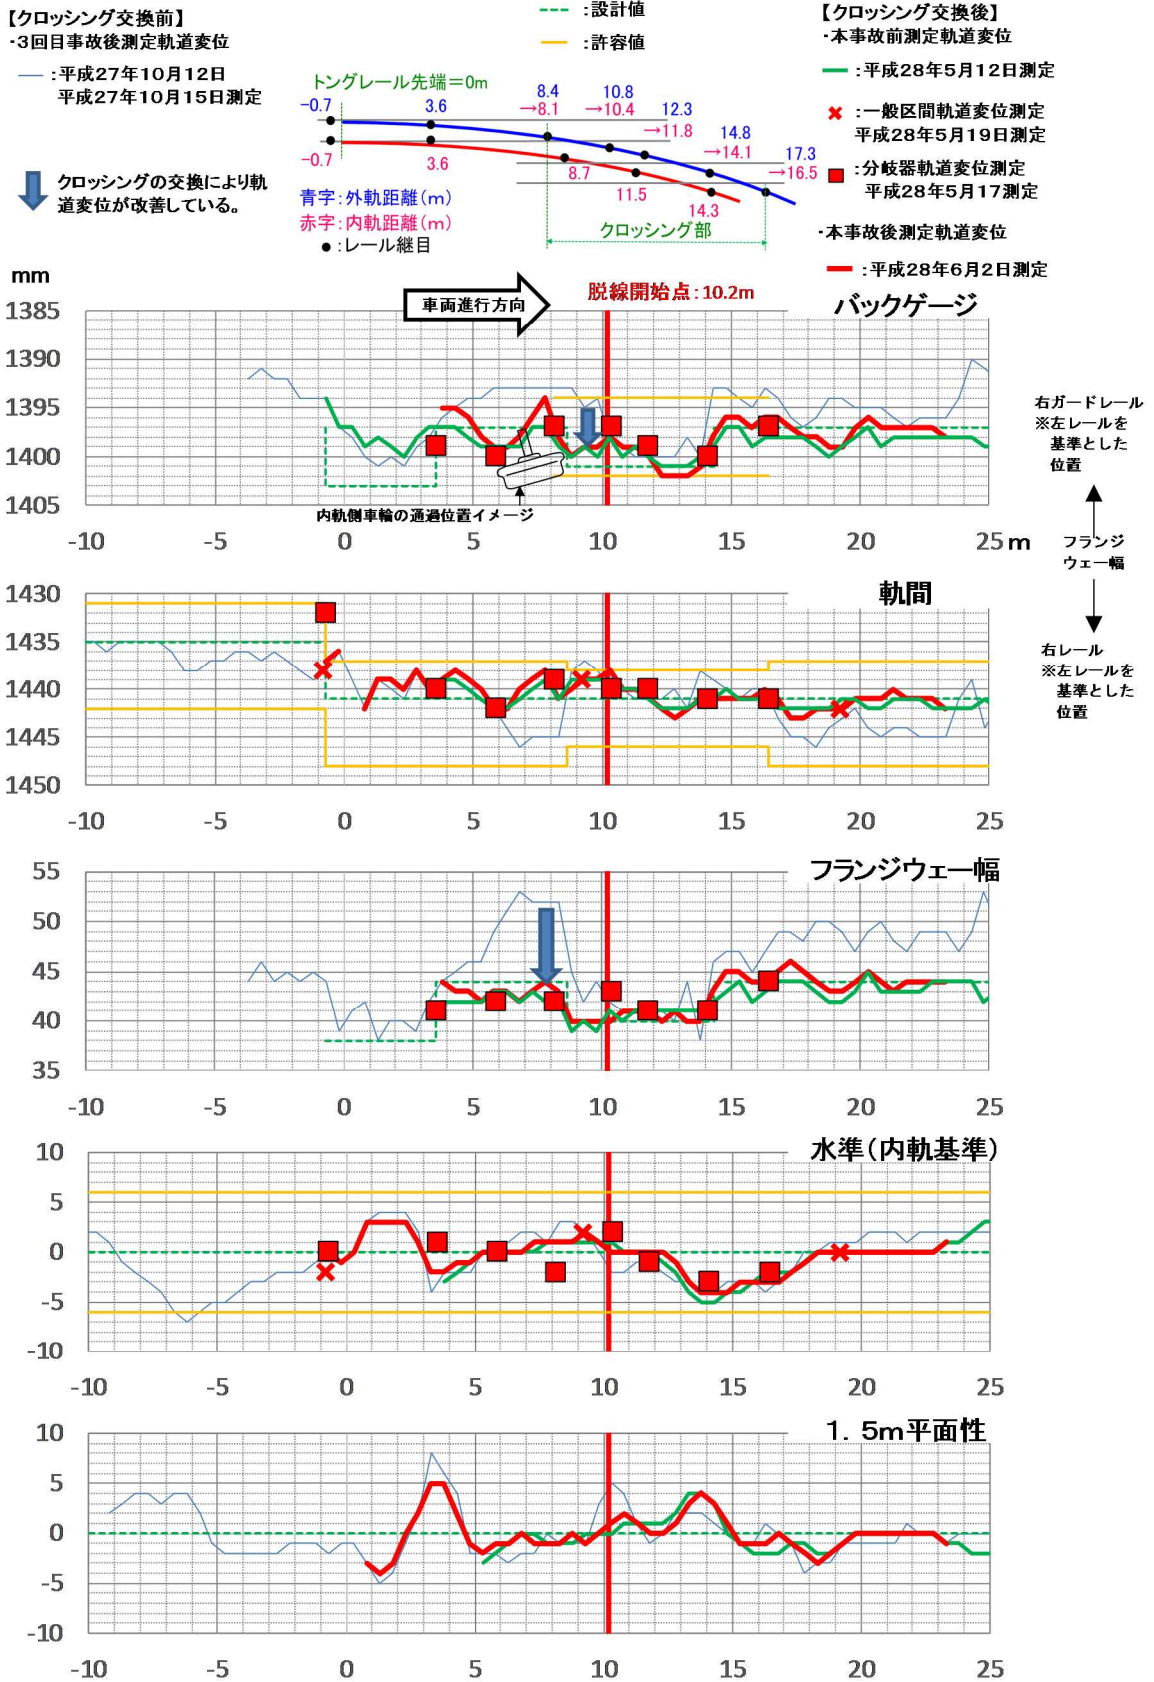 【クロッシング交換前】
・3回目事故後測定軌道変位
:平成27年10月12日
平成27年10月15日測定
クロッシングの交換により軌
道変位が改善している。
:設計値
:許容値
トングレール先端=0m
-0.7
3.6
8.4
→8.1
10.8
→10.4
12.3
→11.8
14.8
→14.1
17.3
→16.5
-0.7
3.6
8.7
11.5
14.3
青字:外軌距離(m)
赤字:内軌距離(m)
●:レール継目
クロッシング部
【クロッシング交換後】
・本事故前測定軌道変位
:平成28年5月12日測定
:一般区間軌道変位測定
平成28年5月19日測定
:分岐器軌道変位測定
平成28年5月17測定
・本事故後測定軌道変位
:平成28年6月2日測定
mm
車両進行方向
脱線開始点:10.2m
バックゲージ
1385
1390
1395
1400
1405
内軌側車輪の通過位置イメージ
-10 -5 0 5 10 15 20 25 m
右ガードレール
※左レールを
基準とした
位置
フランジ
ウェー幅
右レール
※左レールを
基準とした
位置
軌間
1430
1435
1440
1445
1450
-10 -5 0 5 10 15 20 25
フランジウェー幅
55
50
45
40
35
-10 -5 0 5 10 15 20 25
水準(内軌基準)
10
5
0
-5
-10
-10 -5 0 5 10 15 20 25
1.5m平面性
10
5
0
-5
-10
-10 -5 0 5 10 15 20 25